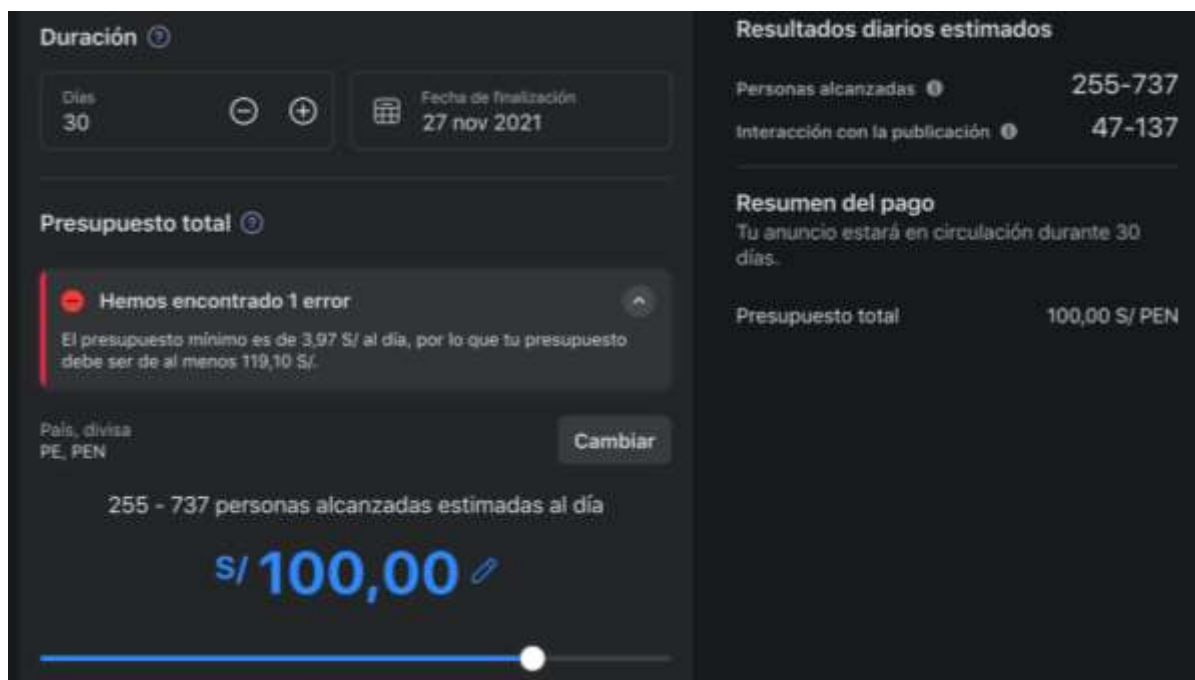 Duración
Días
30
Fecha de finalización
27 nov 2021
Presupuesto total
Hemos encontrado 1 error
El presupuesto mínimo es de 3,97 S/ al día, por lo que tu presupuesto
debe ser de al menos 119,10 S/.
País, divisa
PE, PEN
Cambiar
255 - 737 personas alcanzadas estimadas al día
S/ 100,00
Resultados diarios estimados
Personas alcanzadas 255-737
Interacción con la publicación 47-137
Resumen del pago
Tu anuncio estará en circulación durante 30
días.
Presupuesto total 100,00 S/ PEN